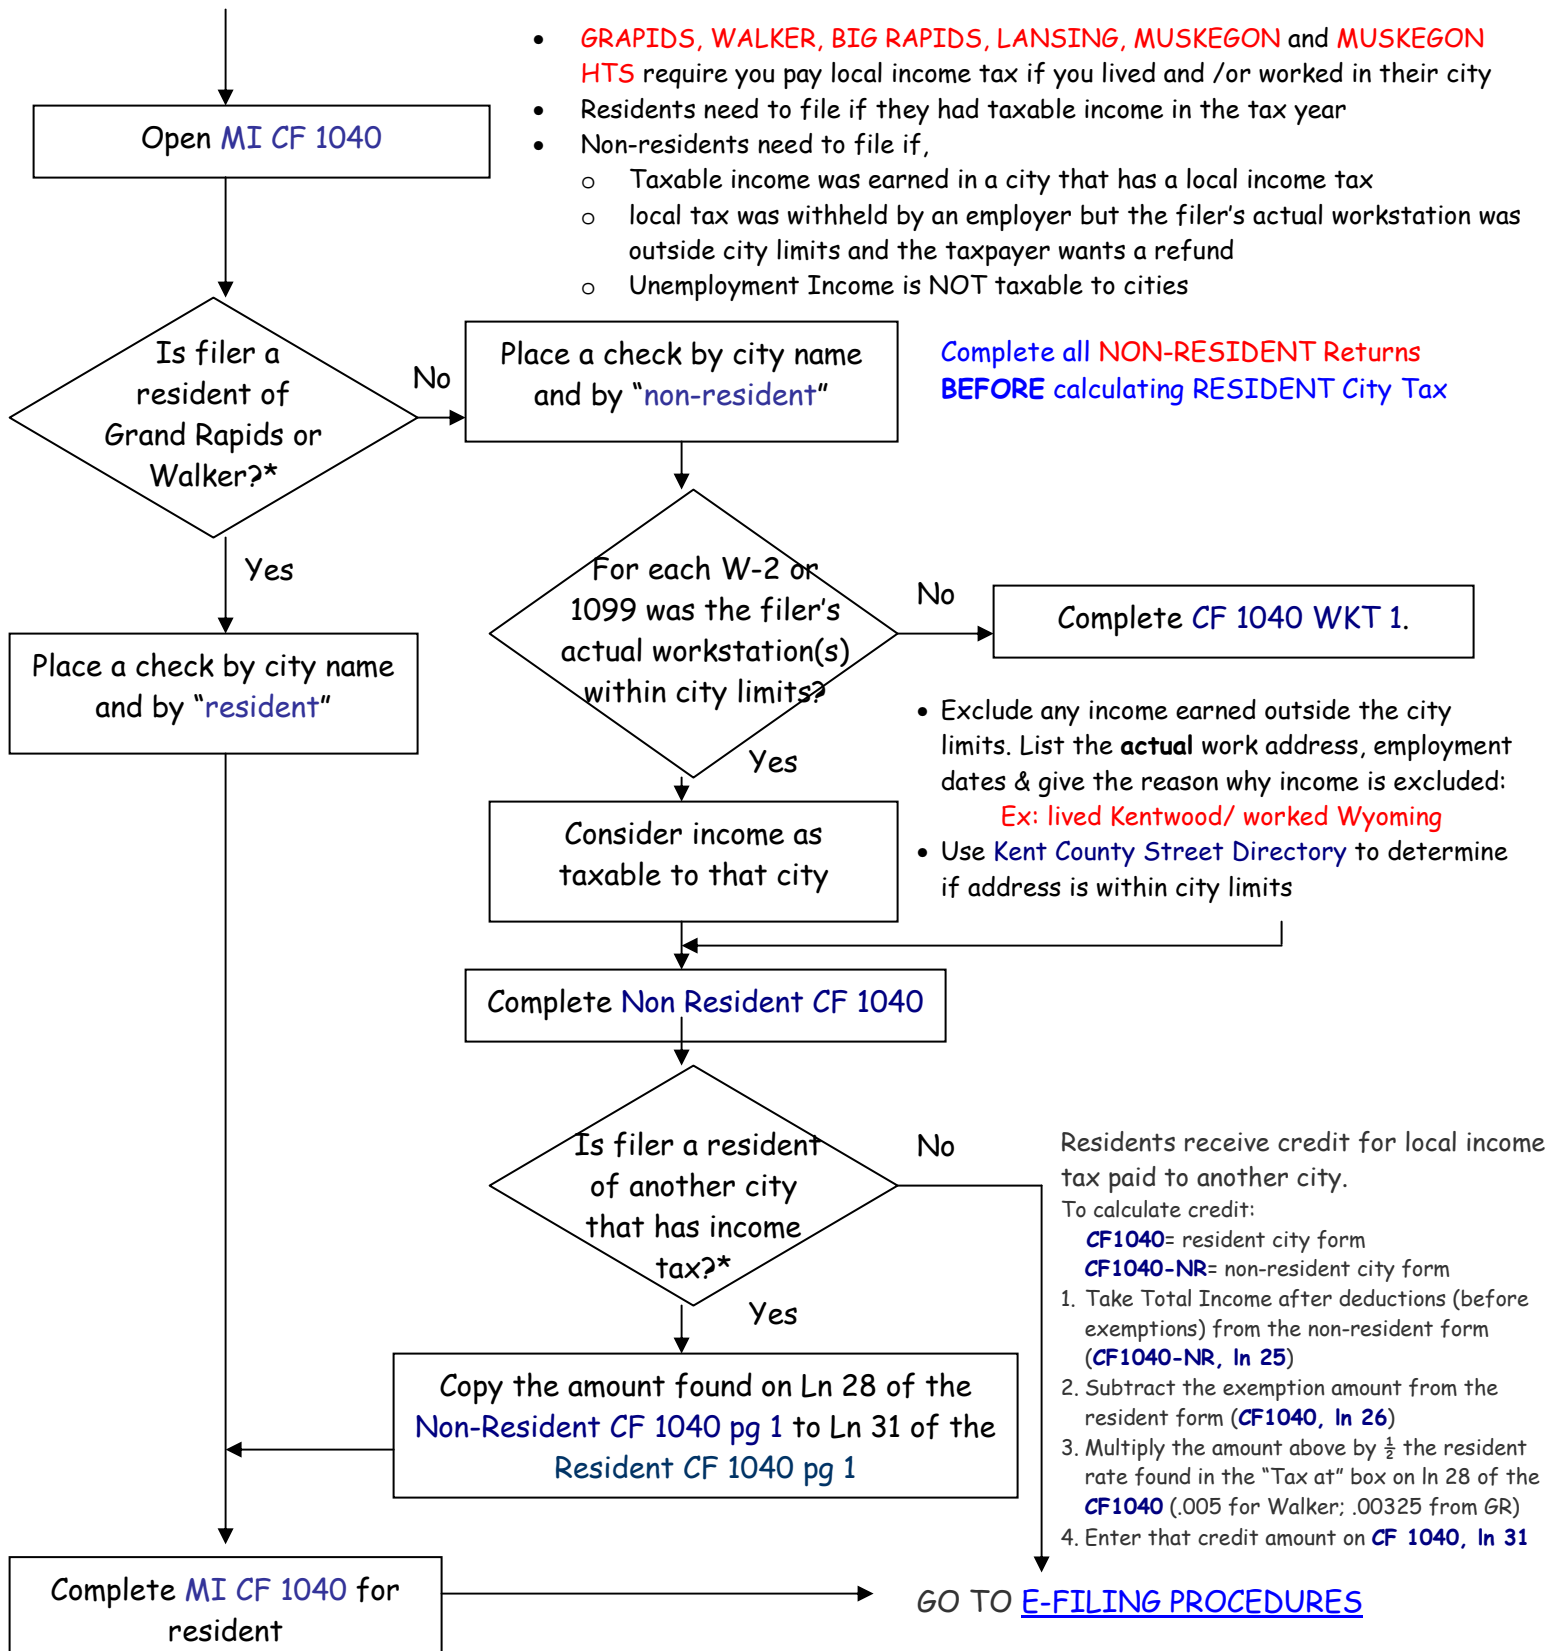 • GRAPIDS, WALKER, BIG RAPIDS, LANSING, MUSKEGON and MUSKEGON
HTS require you pay local income tax if you lived and /or worked in their city
• Residents need to file if they had taxable income in the tax year
• Non-residents need to file if,
o Taxable income was earned in a city that has a local income tax
o local tax was withheld by an employer but the filer's actual workstation was
outside city limits and the taxpayer wants a refund
o Unemployment Income is NOT taxable to cities
Open MI CF 1040
Is filer a
resident of
Grand Rapids or
Walker?*
No
Place a check by city name
and by "non-resident"
Complete all NON-RESIDENT Returns
BEFORE calculating RESIDENT City Tax
Yes
Place a check by city name
and by "resident"
For each W-2 or
1099 was the filer's
actual workstation(s)
within city limits?
No
Complete CF 1040 WKT 1.
• Exclude any income earned outside the city
limits. List the actual work address, employment
dates & give the reason why income is excluded:
Ex: lived Kentwood/ worked Wyoming
• Use Kent County Street Directory to determine
if address is within city limits
Yes
Consider income as
taxable to that city
Complete Non Resident CF 1040
Is filer a resident
of another city
that has income
tax?*
No
Yes
Copy the amount found on Ln 28 of the
Non-Resident CF 1040 pg 1 to Ln 31 of the
Resident CF 1040 pg 1
Residents receive credit for local income
tax paid to another city.
To calculate credit:
CF1040= resident city form
CF1040-NR= non-resident city form
1. Take Total Income after deductions (before
exemptions) from the non-resident form
(CF1040-NR, ln 25)
2. Subtract the exemption amount from the
resident form (CF1040, ln 26)
3. Multiply the amount above by ½ the resident
rate found in the "Tax at" box on ln 28 of the
CF1040 (.005 for Walker; .00325 from GR)
4. Enter that credit amount on CF 1040, ln 31
Complete MI CF 1040 for
resident
GO TO E-FILING PROCEDURES